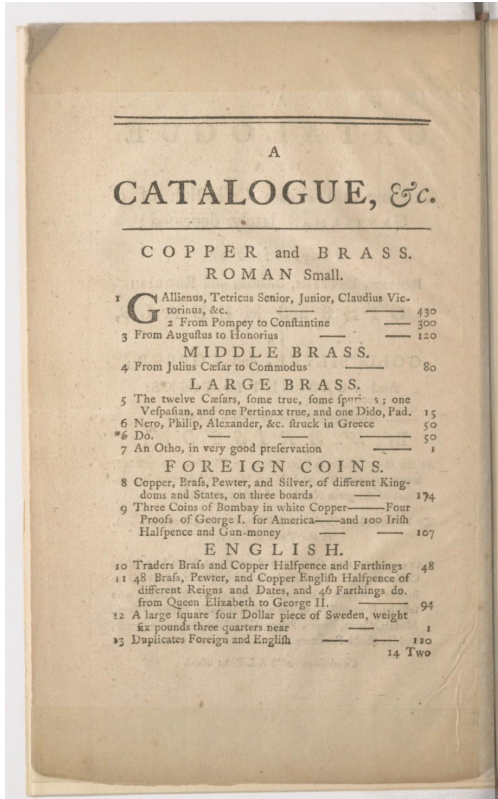 A
CATALOGUE, &c.
COPPER and BRASS.
ROMAN Small.
1 GAllienus, Tetricus Senior, Junior, Claudius Vic-
torinus, &c. —— —— 430
2 From Pompey to Conſtantine —— 300
3 From Auguſtus to Honorius —— —— 120
MIDDLE BRASS.
4 From Julius Cæſar to Commodus —— 80
LARGE BRASS.
5 The twelve Cæſars, ſome true, ſome ſpurious; one
Veſpaſian, and one Pertinax true, and one Dido, Pad. 15
6 Nero, Philip, Alexander, &c. ſtruck in Greece 50
*6 Do. —— —— —— 50
7 An Otho, in very good preſervation —— 1
FOREIGN COINS.
8 Copper, Braſs, Pewter, and Silver, of different King-
doms and States, on three boards —— 174
9 Three Coins of Bombay in white Copper——Four
Proofs of George I. for America——and 100 Iriſh
Halfpence and Gun-money —— —— 107
ENGLISH.
10 Traders Braſs and Copper Halfpence and Farthings 48
11 48 Braſs, Pewter, and Copper Engliſh Halfpence of
different Reigns and Dates, and 46 Farthings do.
from Queen Elizabeth to George II. —— 94
12 A large ſquare four Dollar piece of Sweden, weight
ſix pounds three quarters near —— 1
13 Duplicates Foreign and Engliſh —— —— 120
14 Two